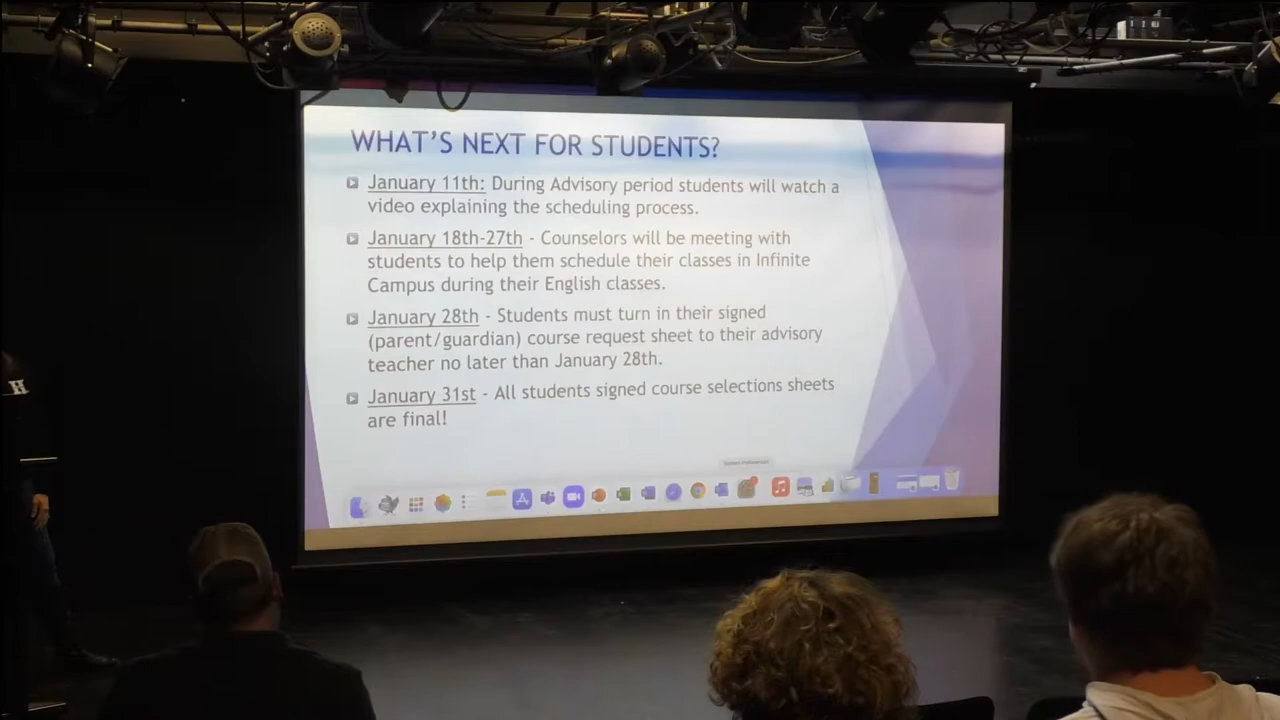 WHAT'S NEXT FOR STUDENTS?
January 11th: During Advisory period students will watch a
video explaining the scheduling process.
January 18th-27th - Counselors will be meeting with
students to help them schedule their classes in Infinite
Campus during their English classes.
January 28th - Students must turn in their signed
(parent/guardian) course request sheet to their advisory
teacher no later than January 28th.
January 31st - All students signed course selections sheets
are final!
H